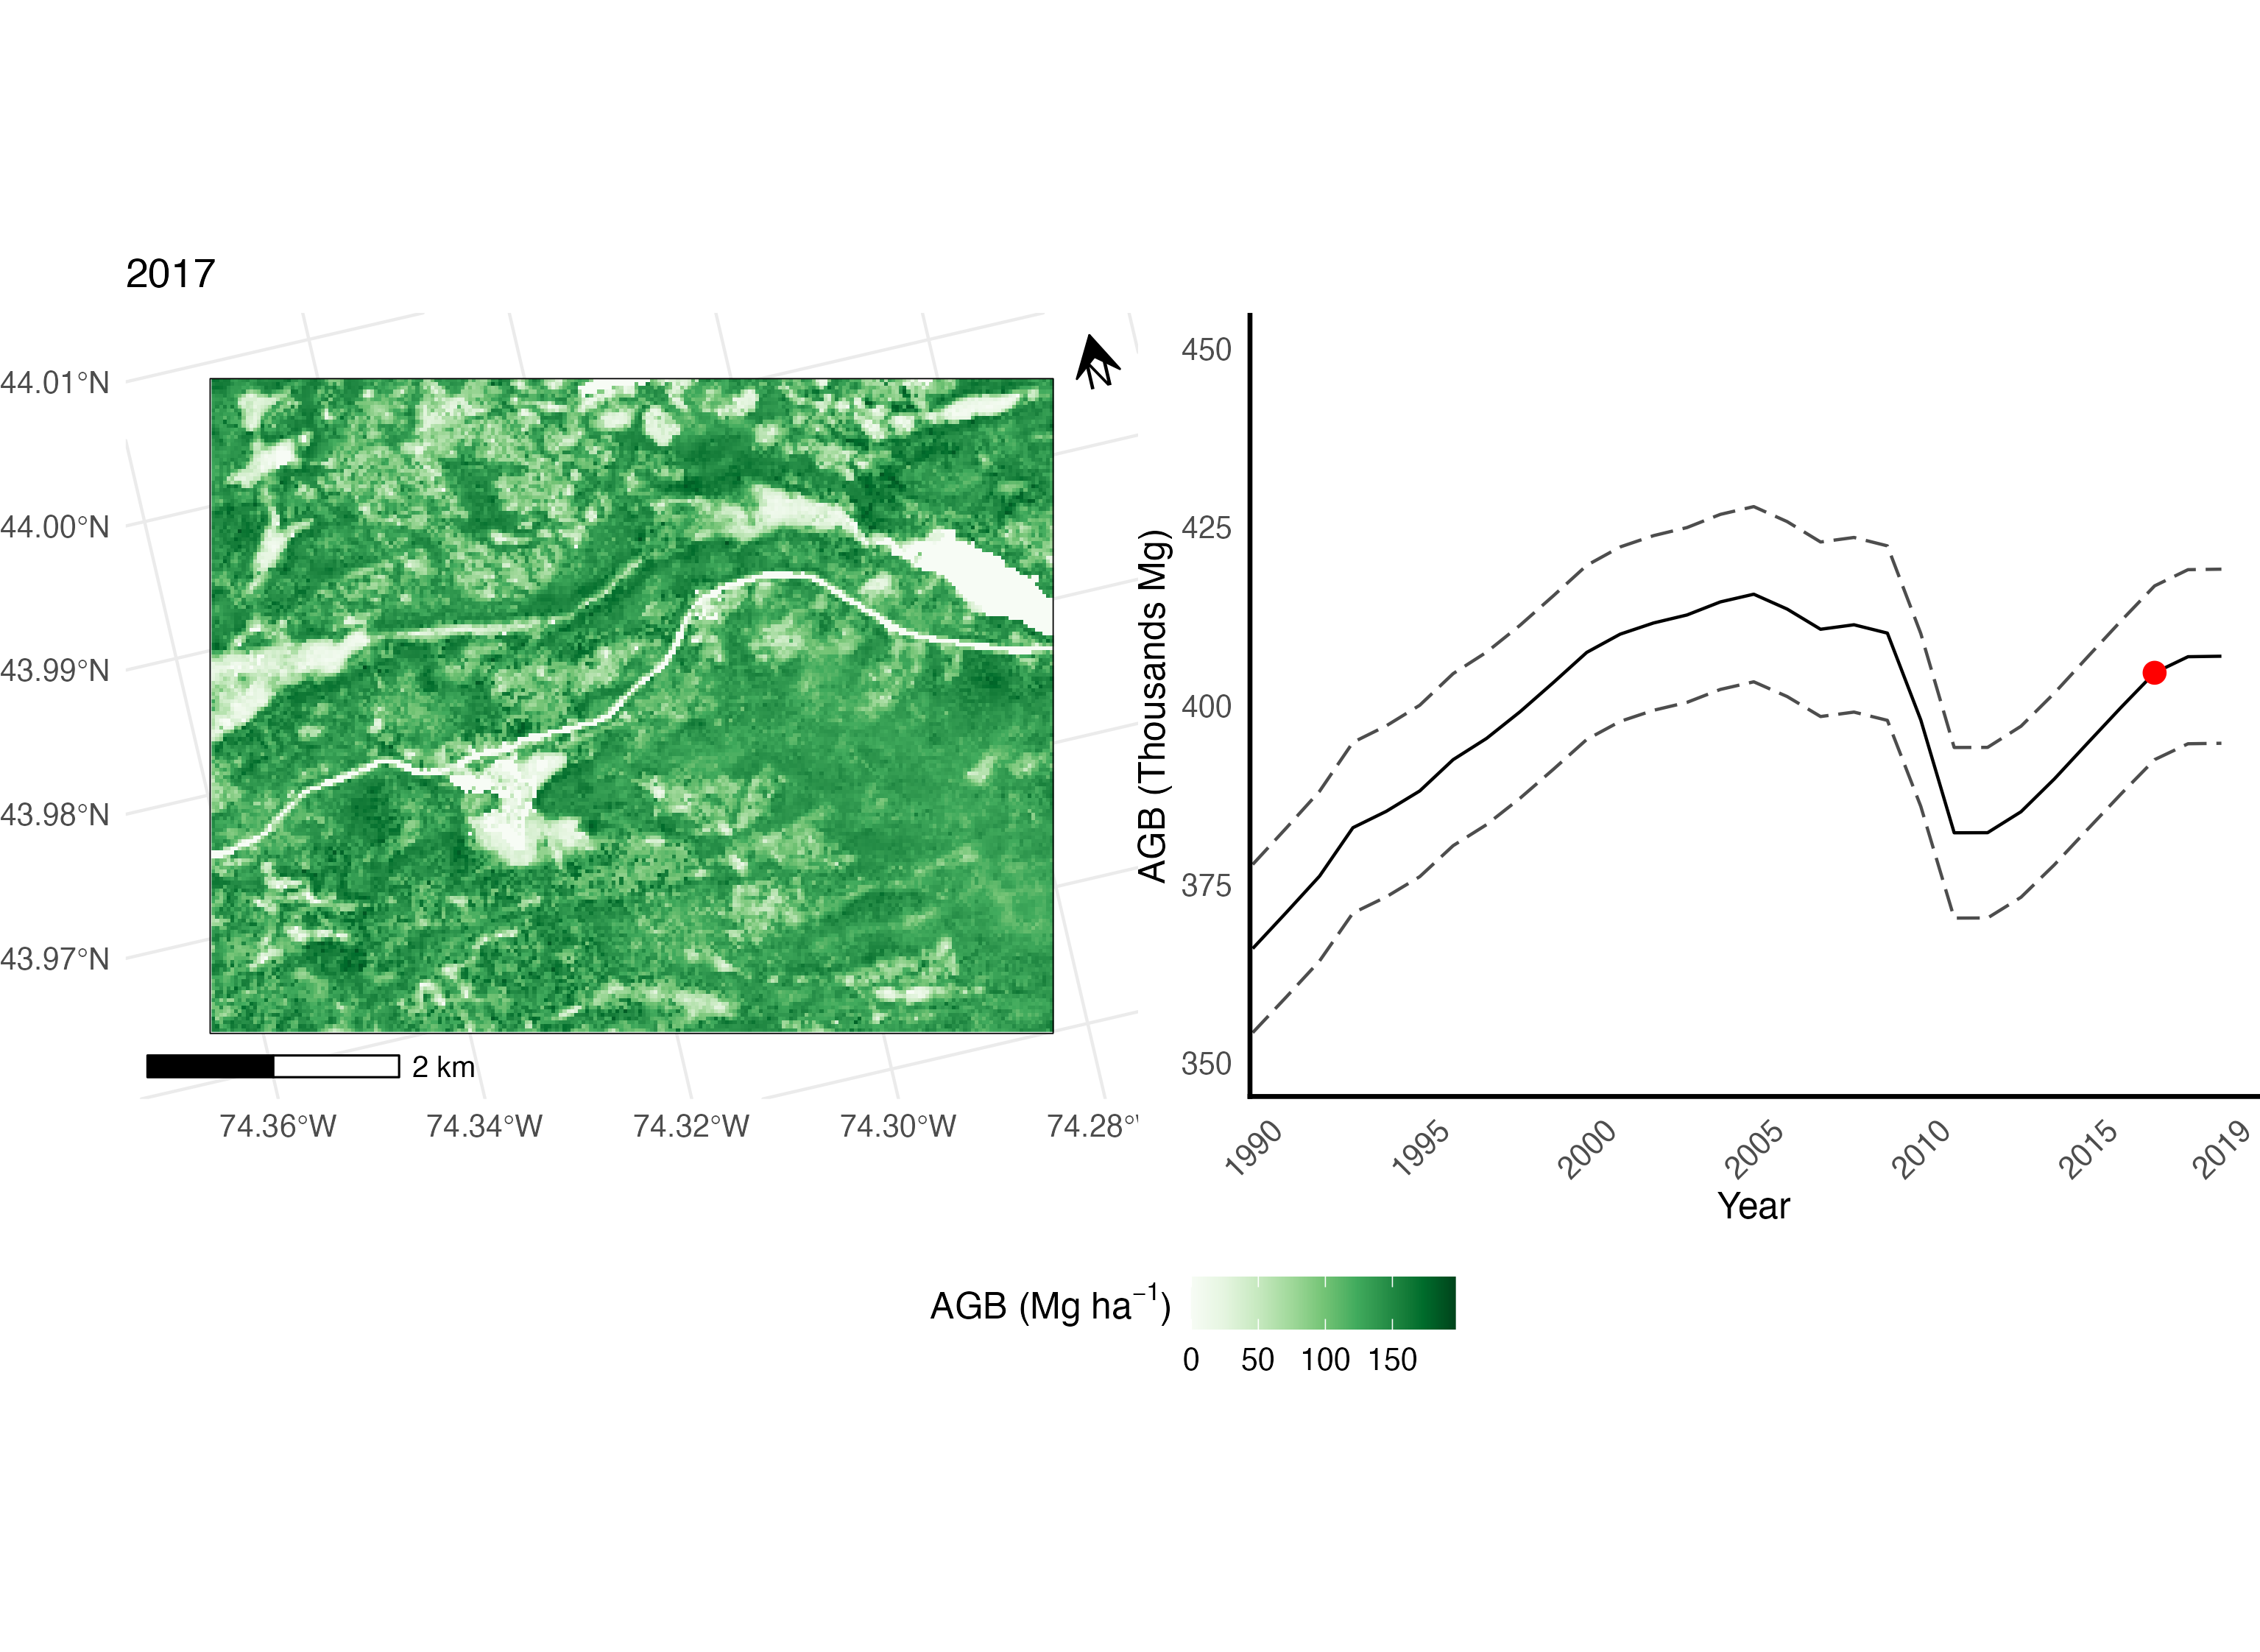 2017
44.01°N
44.00°N
43.99°N
43.98°N
43.97°N
N
2 km
74.36°W
74.34°W
74.32°W
74.30°W
74.28°
AGB (Thousands Mg)
450
425
400
375
350
1990
1995
2000
2005
2010
2015
2019
Year
AGB (Mg ha⁻¹)
0 50 100 150